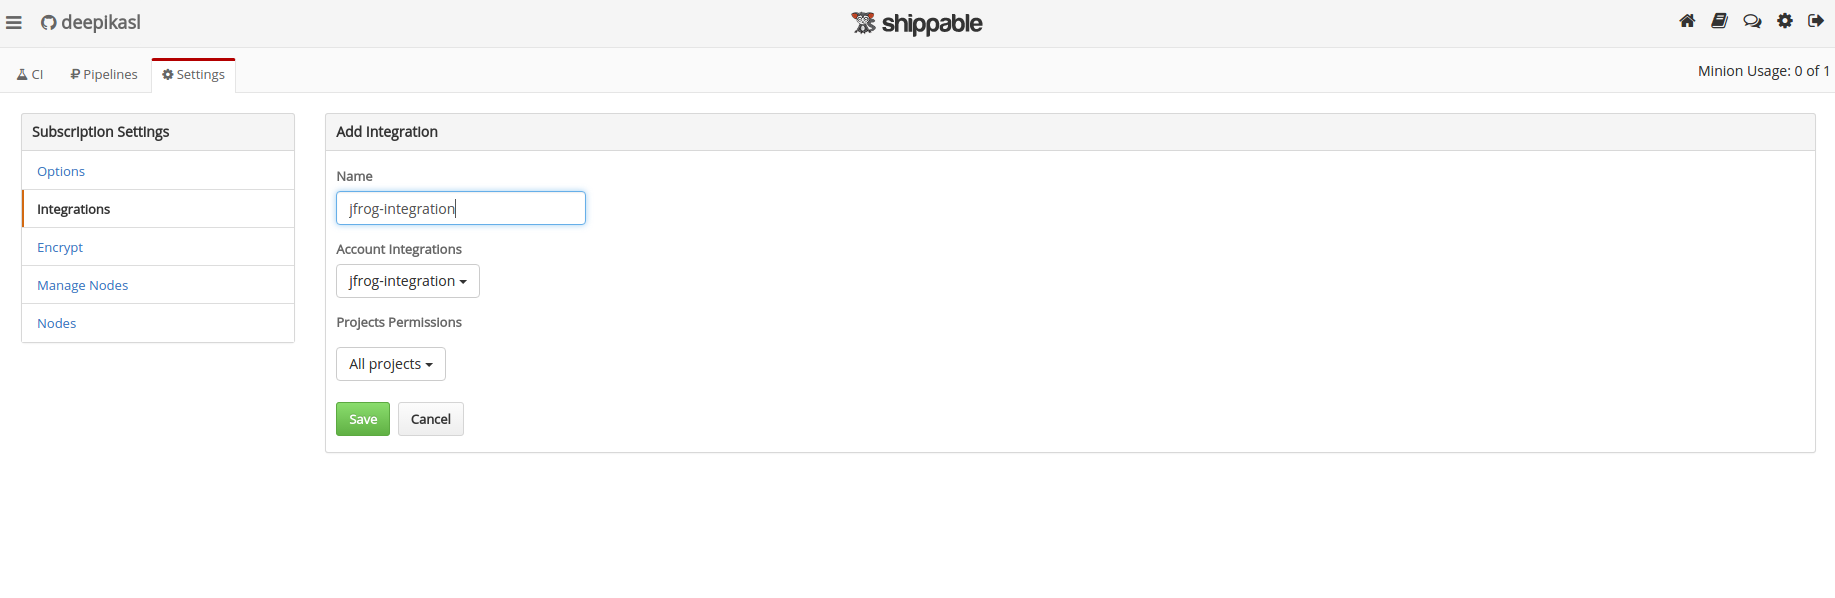 deepikasl
shippable
CI
Pipelines
Settings
Minion Usage: 0 of 1
Subscription Settings
Options
Integrations
Encrypt
Manage Nodes
Nodes
Add Integration
Name
jfrog-integration
Account Integrations
jfrog-integration
Projects Permissions
All projects
Save
Cancel